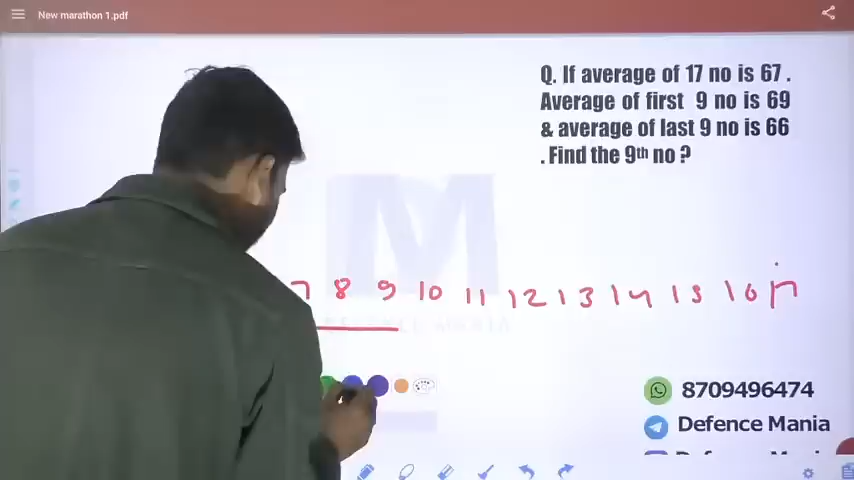 New marathon 1.pdf
Q. If average of 17 no is 67 .
Average of first 9 no is 69
& average of last 9 no is 66
. Find the 9th no ?
7 8 9 10 11 12 13 14 15 16 17
8709496474
Defence Mania